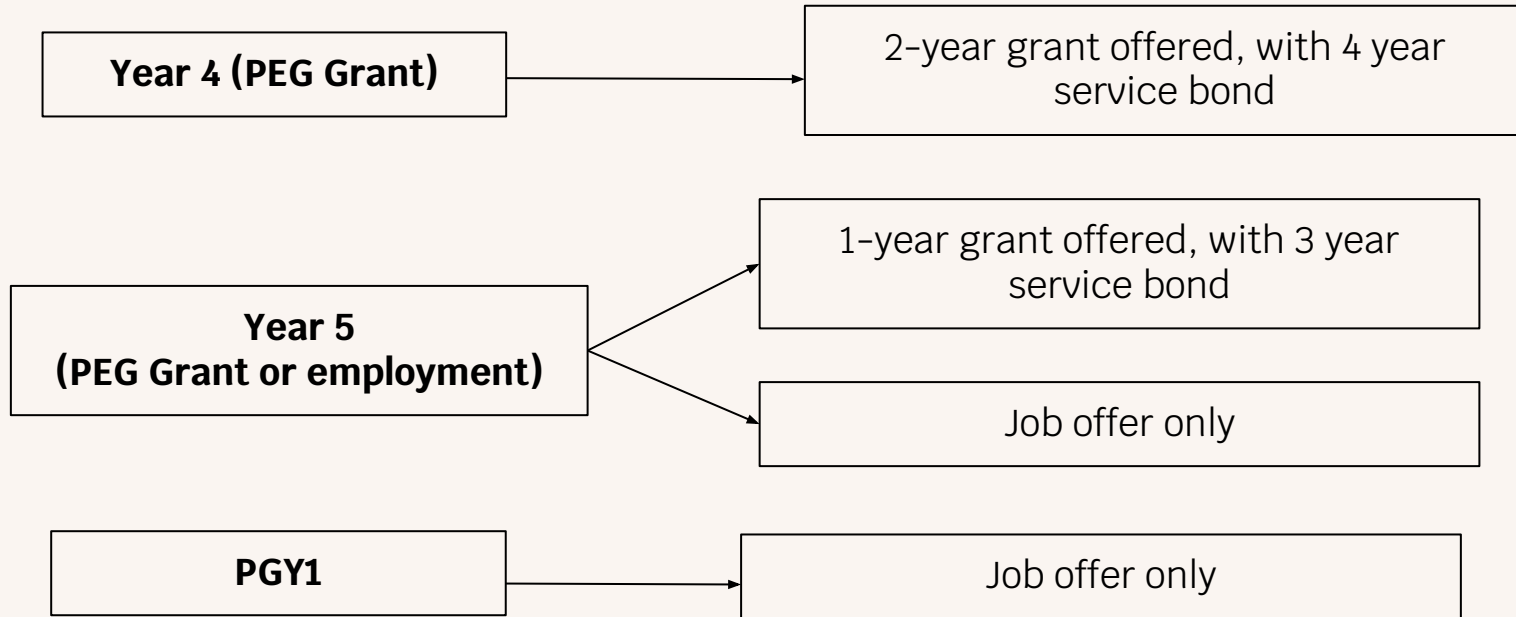 Year 4 (PEG Grant)
2-year grant offered, with 4 year
service bond
Year 5
(PEG Grant or employment)
1-year grant offered, with 3 year
service bond
Job offer only
PGY1
Job offer only